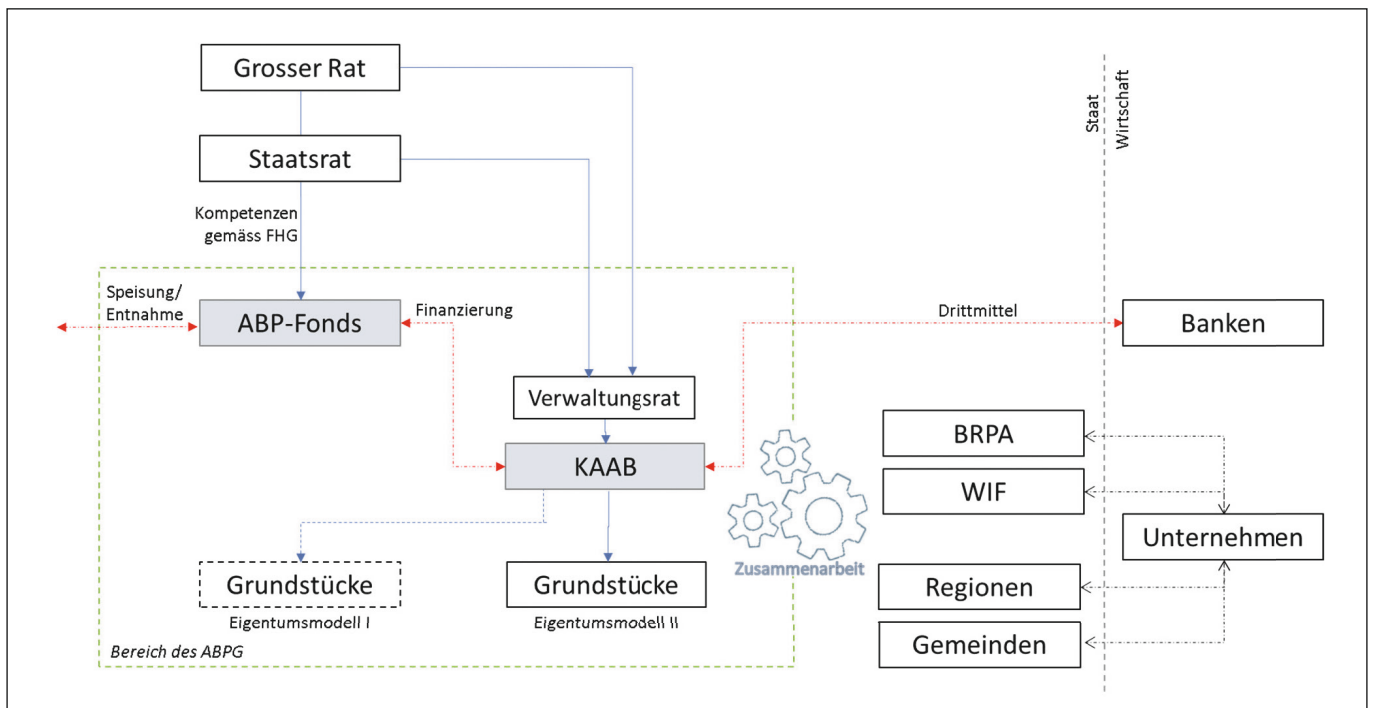 Grosser Rat
Staatsrat
Kompetenzen
gemäss FHG
Staat
Wirtschaft
Speisung/
Entnahme
ABP-Fonds
Finanzierung
Drittmittel
Banken
Verwaltungsrat
KAAB
BRPA
WIF
Unternehmen
Zusammenarbeit
Grundstücke
Eigentumsmodell I
Grundstücke
Eigentumsmodell II
Regionen
Gemeinden
Bereich des ABPG